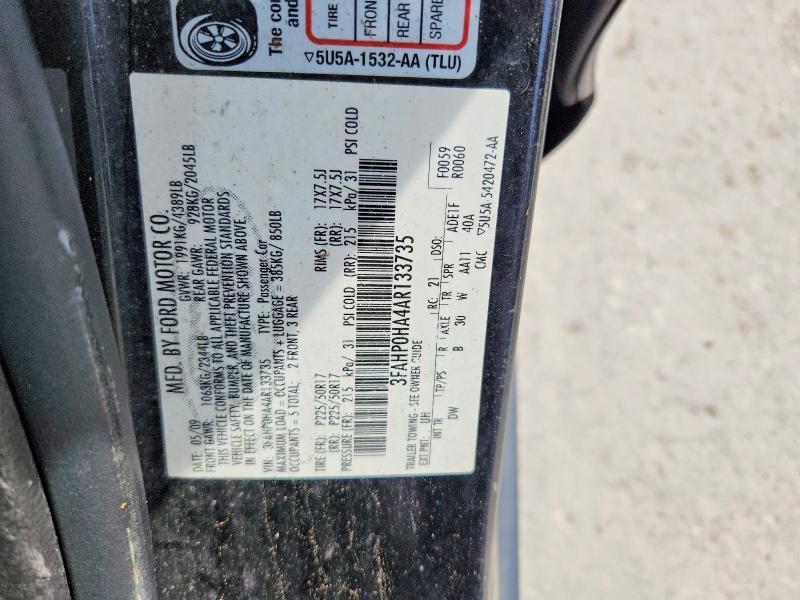 The co
and
TIRE
FRON
REAR
SPARE
▽5U5A-1532-AA (TLU)
MFD. BY FORD MOTOR CO.
DATE: 05/09 GVWR: 1991KG/4389LB
FRONT GAWR: 1063KG/2344LB REAR GAWR: 928KG/2045LB
THIS VEHICLE CONFORMS TO ALL APPLICABLE FEDERAL MOTOR
VEHICLE SAFETY, BUMPER, AND THEFT PREVENTION STANDARDS
IN EFFECT ON THE DATE OF MANUFACTURE SHOWN ABOVE.
VIN: 3FAHP0HA4AR133735 TYPE: Passenger Car
MAXIMUM LOAD = OCCUPANTS + LUGGAGE = 385KG/ 850LB
OCCUPANTS = 5 TOTAL: 2 FRONT, 3 REAR
TIRE (FR): P225/50R17 RIMS (FR): 17X7.5J
(RR): P225/50R17 (RR): 17X7.5J
PRESSURE (FR): 215 kPa/ 31 PSI COLD (RR): 215 kPa/ 31 PSI COLD
3FAHP0HA4AR133735
TRAILER TOWING - SEE OWNER GUIDE
EXT PNT: UH RC: 21 DSO: F0059
R0060
INT TR TP/PS R AXLE TR SPR ADE1F
DW B 30 W AA11 40A
CMC ▽5U5A-5420472-AA